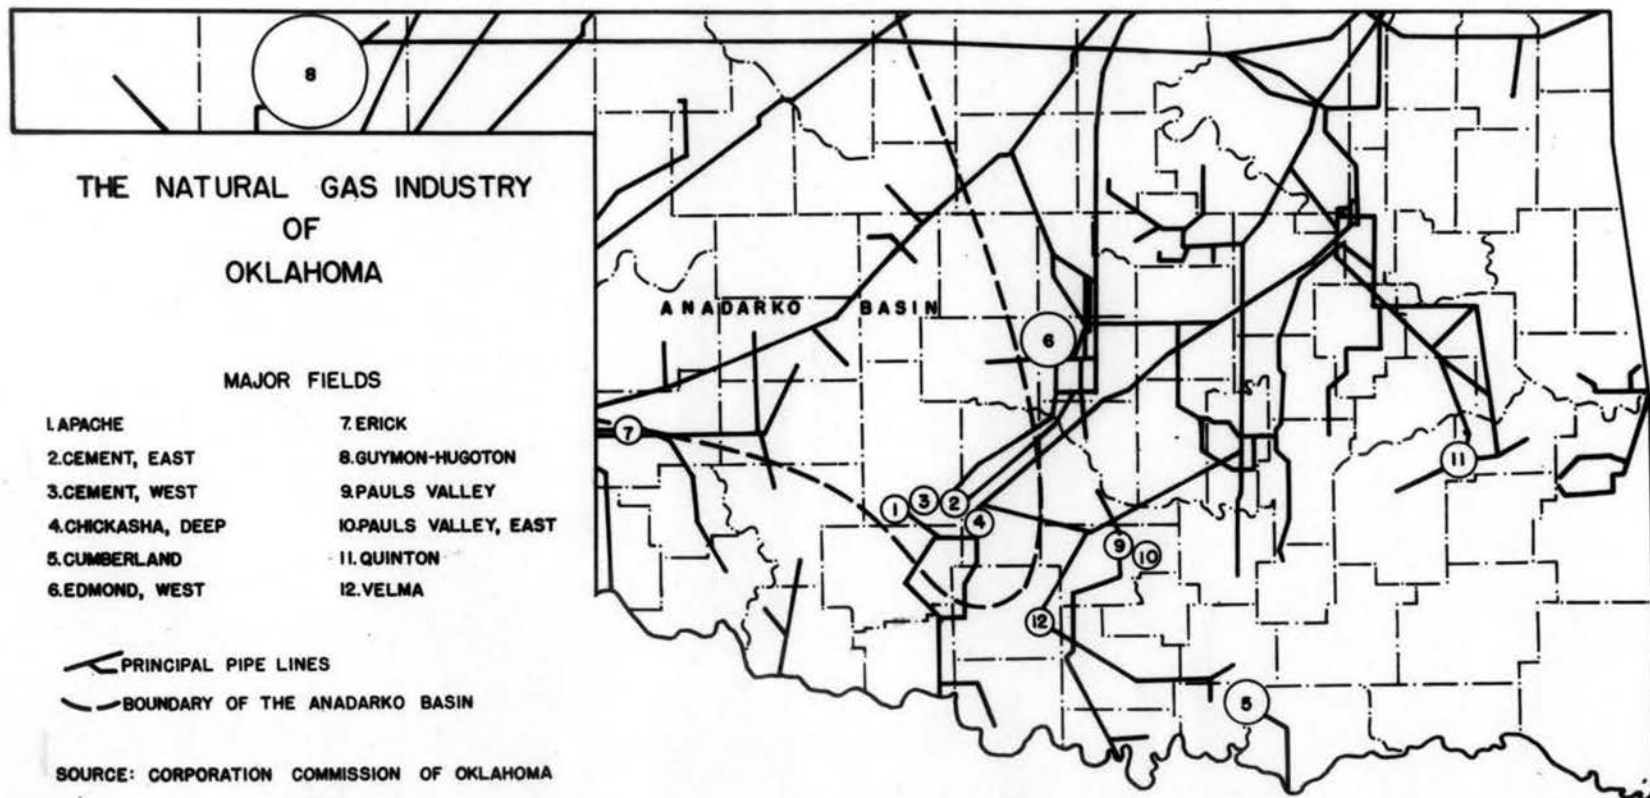 THE NATURAL GAS INDUSTRY
OF
OKLAHOMA
MAJOR FIELDS
1.APACHE
2.CEMENT, EAST
3.CEMENT, WEST
4.CHICKASHA, DEEP
5.CUMBERLAND
6.EDMOND, WEST
7.ERICK
8.GUYMON-HUGOTON
9.PAULS VALLEY
10.PAULS VALLEY, EAST
11.QUINTON
12.VELMA
PRINCIPAL PIPE LINES
BOUNDARY OF THE ANADARKO BASIN
SOURCE: CORPORATION COMMISSION OF OKLAHOMA
8
ANADARKO BASIN
6
7
1
3
2
4
9
10
11
12
5